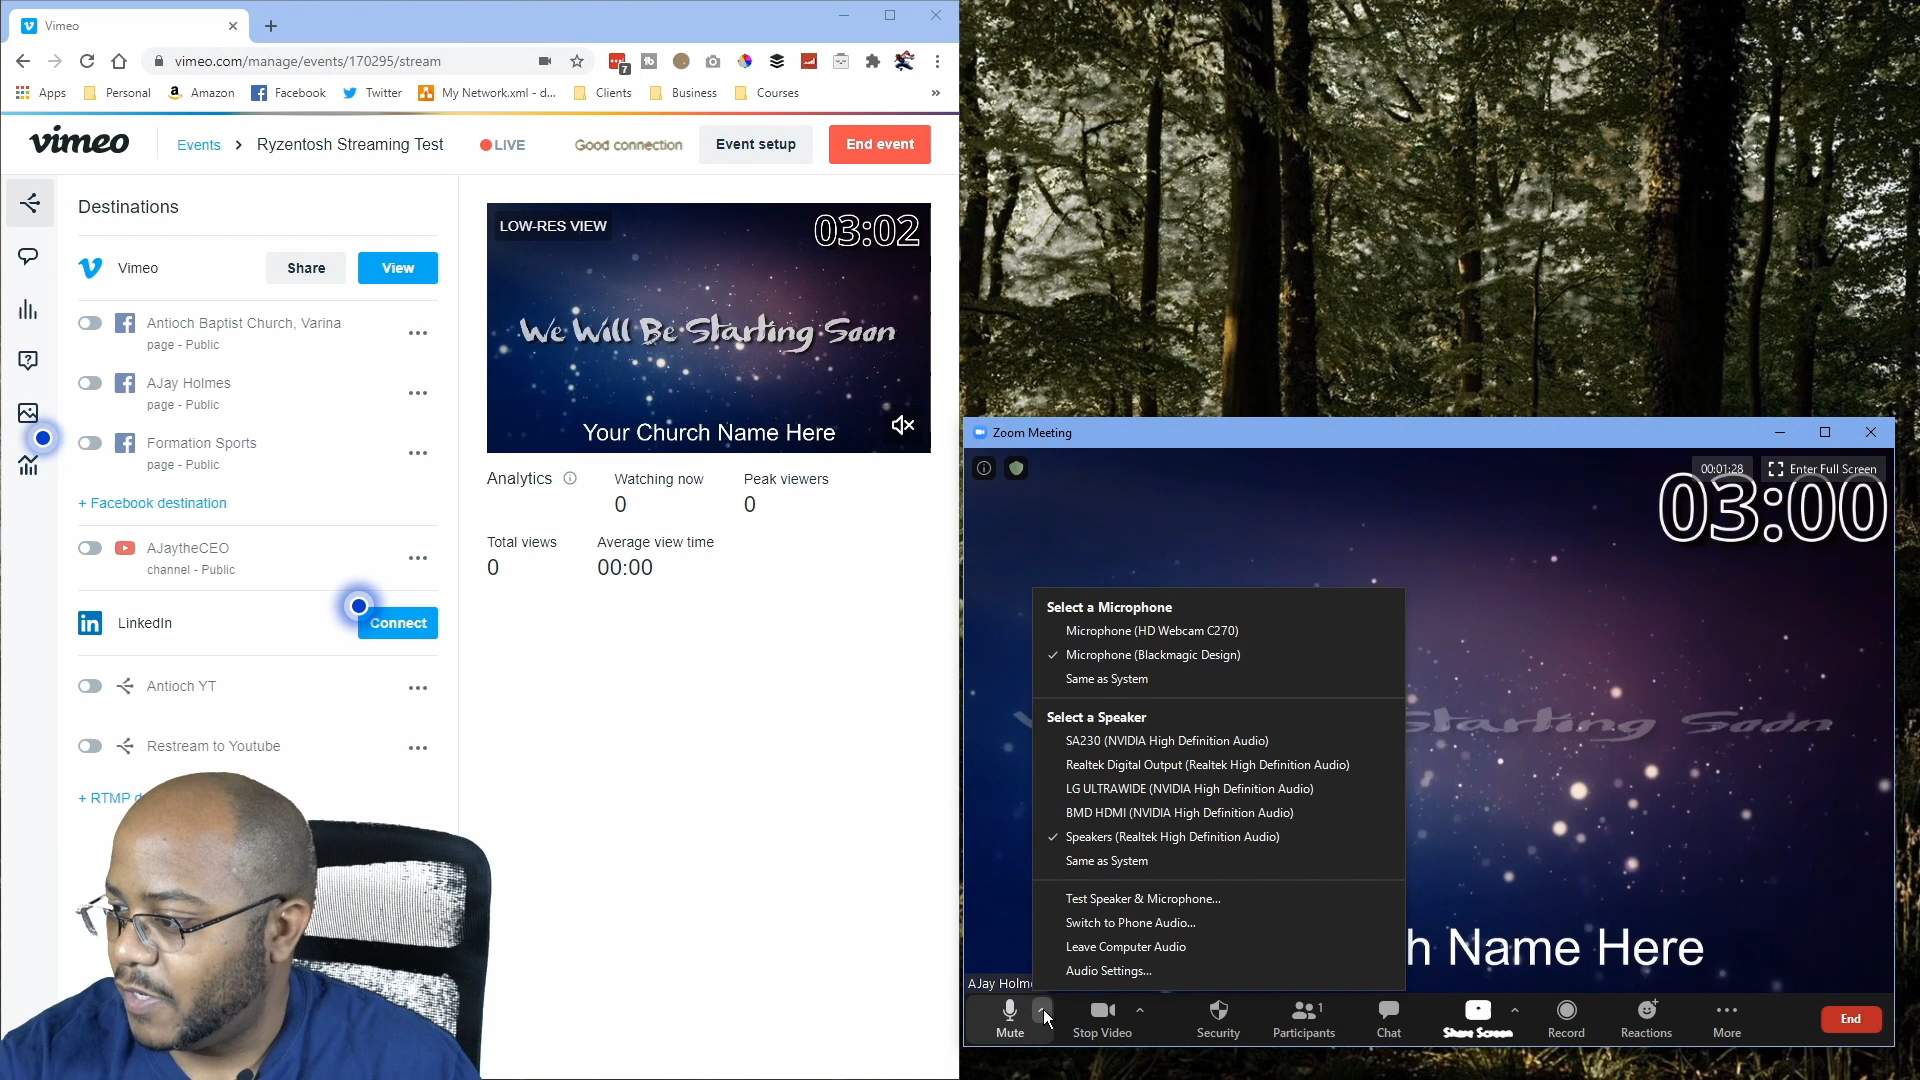 Vimeo
vimeo.com/manage/events/170295/stream
7
Apps
Personal
Amazon
Facebook
Twitter
My Network.xml - d...
Clients
Business
Courses
»
vimeo
Events > Ryzentosh Streaming Test
LIVE
Good connection
Event setup
End event
Destinations
Vimeo
Share
View
Antioch Baptist Church, Varina
page - Public
AJay Holmes
page - Public
Formation Sports
page - Public
+ Facebook destination
AJaytheCEO
channel - Public
LinkedIn
Connect
Antioch YT
Restream to Youtube
+ RTMP
LOW-RES VIEW
03:02
We Will Be Starting Soon
Your Church Name Here
Analytics
Watching now
0
Peak viewers
0
Total views
0
Average view time
00:00
Zoom Meeting
00:01:28
Enter Full Screen
03:00
Starting Soon
h Name Here
Select a Microphone
Microphone (HD Webcam C270)
Microphone (Blackmagic Design)
Same as System
Select a Speaker
SA230 (NVIDIA High Definition Audio)
Realtek Digital Output (Realtek High Definition Audio)
LG ULTRAWIDE (NVIDIA High Definition Audio)
BMD HDMI (NVIDIA High Definition Audio)
Speakers (Realtek High Definition Audio)
Same as System
Test Speaker & Microphone...
Switch to Phone Audio...
Leave Computer Audio
Audio Settings...
AJay Holm
Mute
Stop Video
Security
1
Participants
Chat
Share Screen
Record
Reactions
More
End